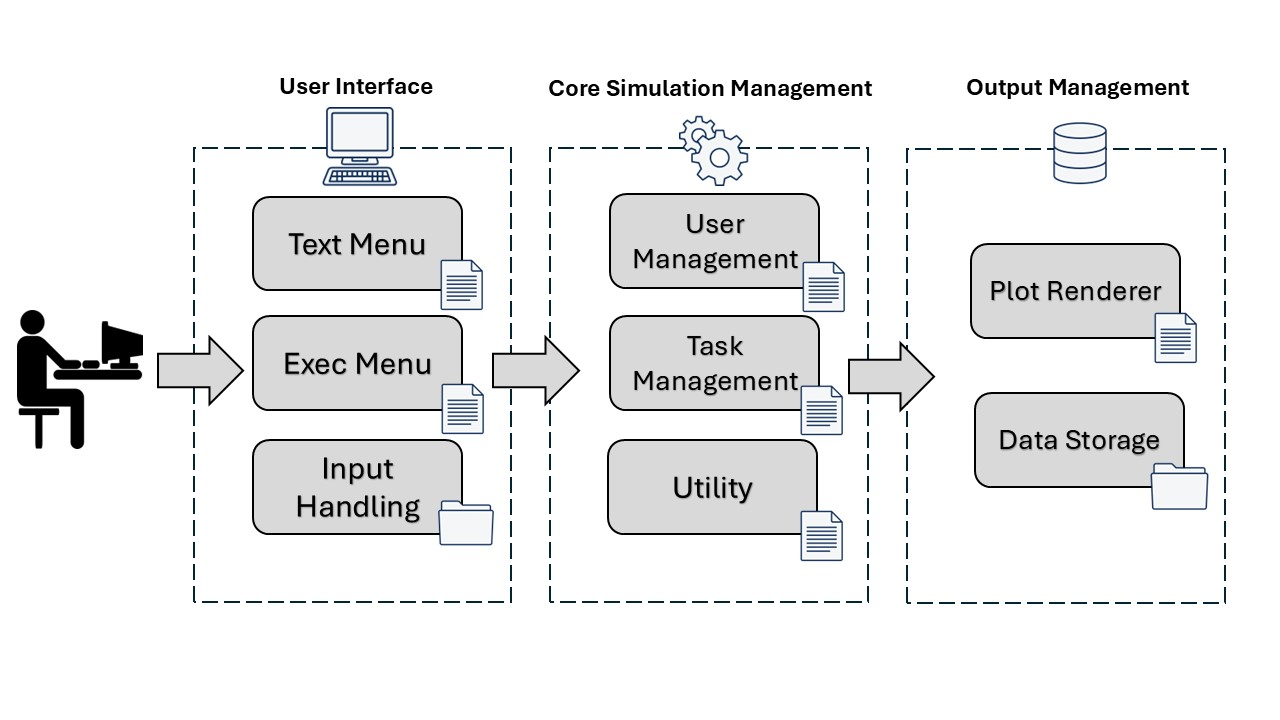 User Interface
Core Simulation Management
Output Management
Text Menu
Exec Menu
Input
Handling
User
Management
Task
Management
Utility
Plot Renderer
Data Storage